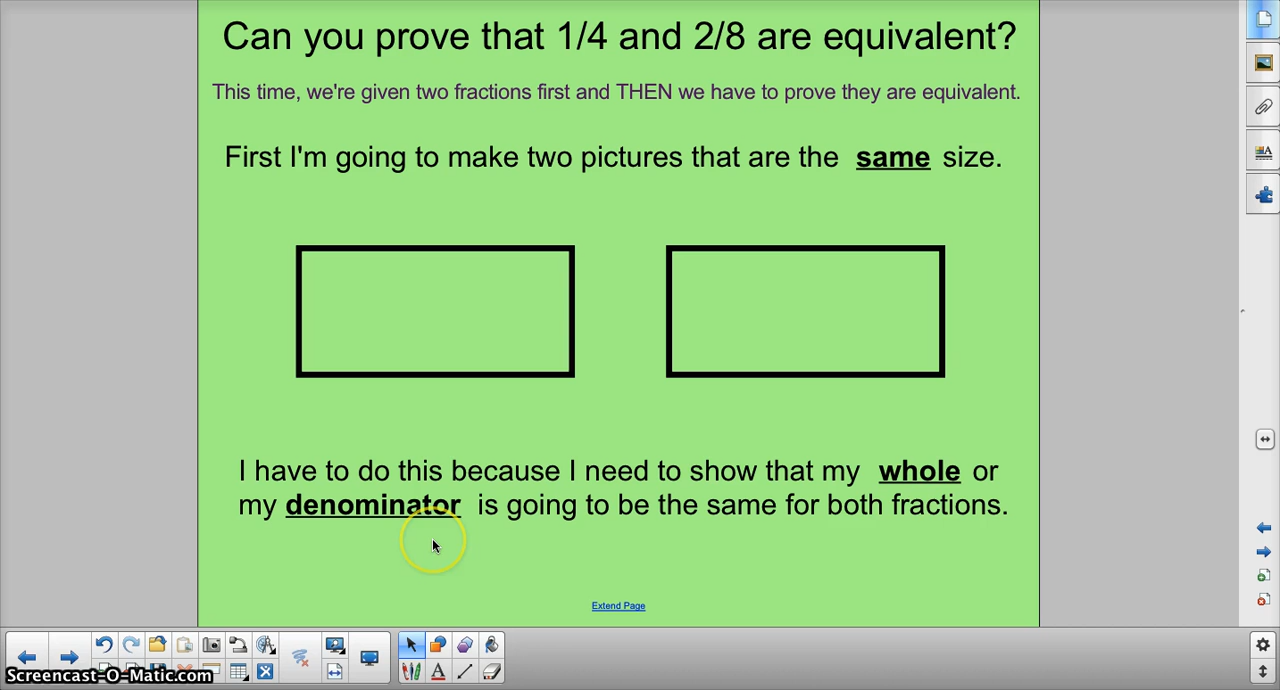 Can you prove that 1/4 and 2/8 are equivalent?
This time, we're given two fractions first and THEN we have to prove they are equivalent.
First I'm going to make two pictures that are the same size.
I have to do this because I need to show that my whole or
my denominator is going to be the same for both fractions.
Extend Page
Screencast-O-Matic.com